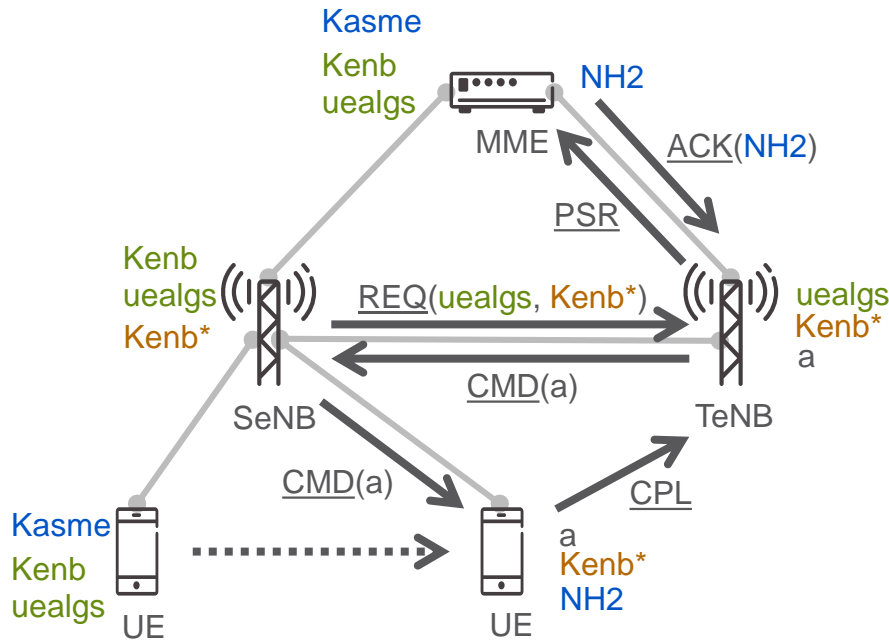 Kasme
Kenb
uealgs
NH2
MME
ACK(NH2)
PSR
Kenb
uealgs
Kenb*
REQ(uealgs, Kenb*)
uealgs
Kenb*
a
CMD(a)
SeNB
TeNB
CMD(a)
CPL
Kasme
Kenb
uealgs
UE
a
Kenb*
NH2
UE